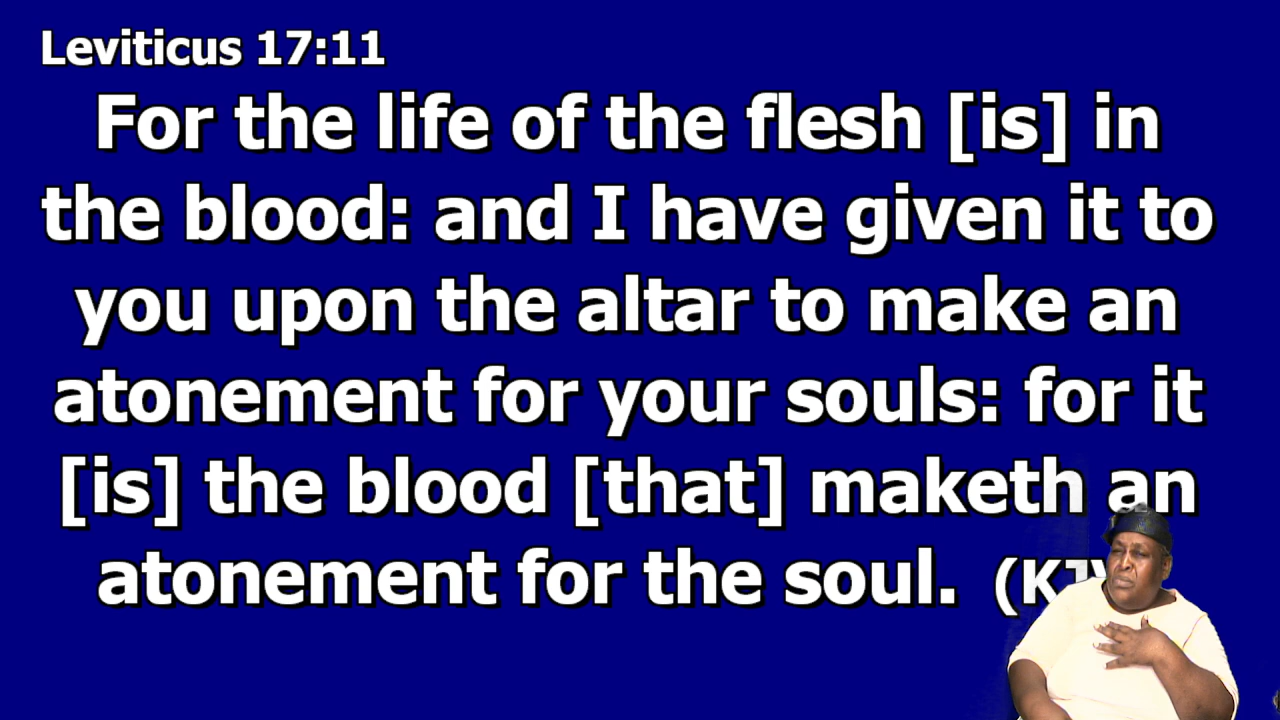 Leviticus 17:11
For the life of the flesh [is] in
the blood: and I have given it to
you upon the altar to make an
atonement for your souls: for it
[is] the blood [that] maketh an
atonement for the soul. (KJV